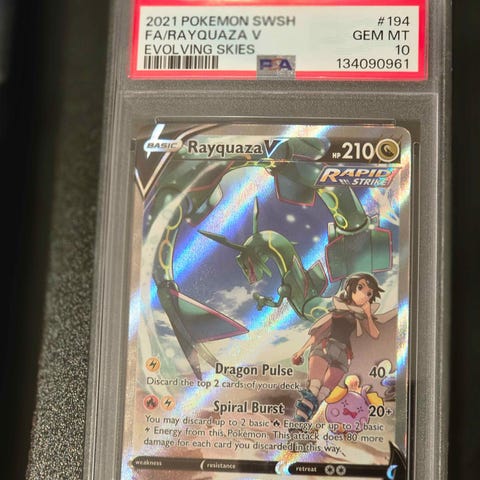 2021 POKEMON SWSH #194
FA/RAYQUAZA V GEM MT
EVOLVING SKIES 10
PSA 134090961
BASIC Rayquaza V HP 210
RAPID
STRIKE
Dragon Pulse 40
Discard the top 2 cards of your deck.
Spiral Burst 20+
You may discard up to 2 basic Energy or up to 2 basic
Energy from this Pokémon. This attack does 80 more
damage for each card you discarded in this way.
weakness resistance retreat